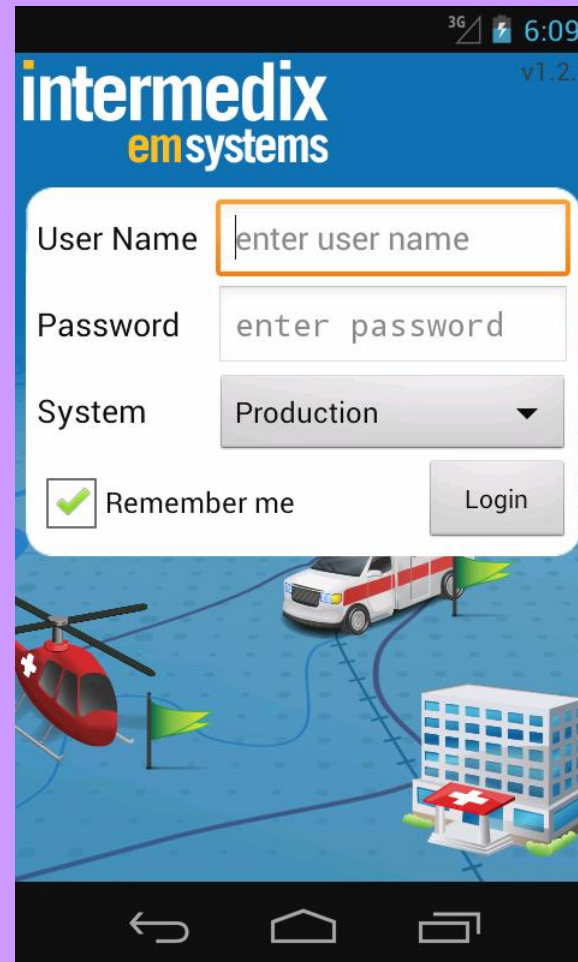 3G 6:09
v1.2.
intermedix
emsystems
User Name enter user name
Password enter password
System Production
Remember me Login